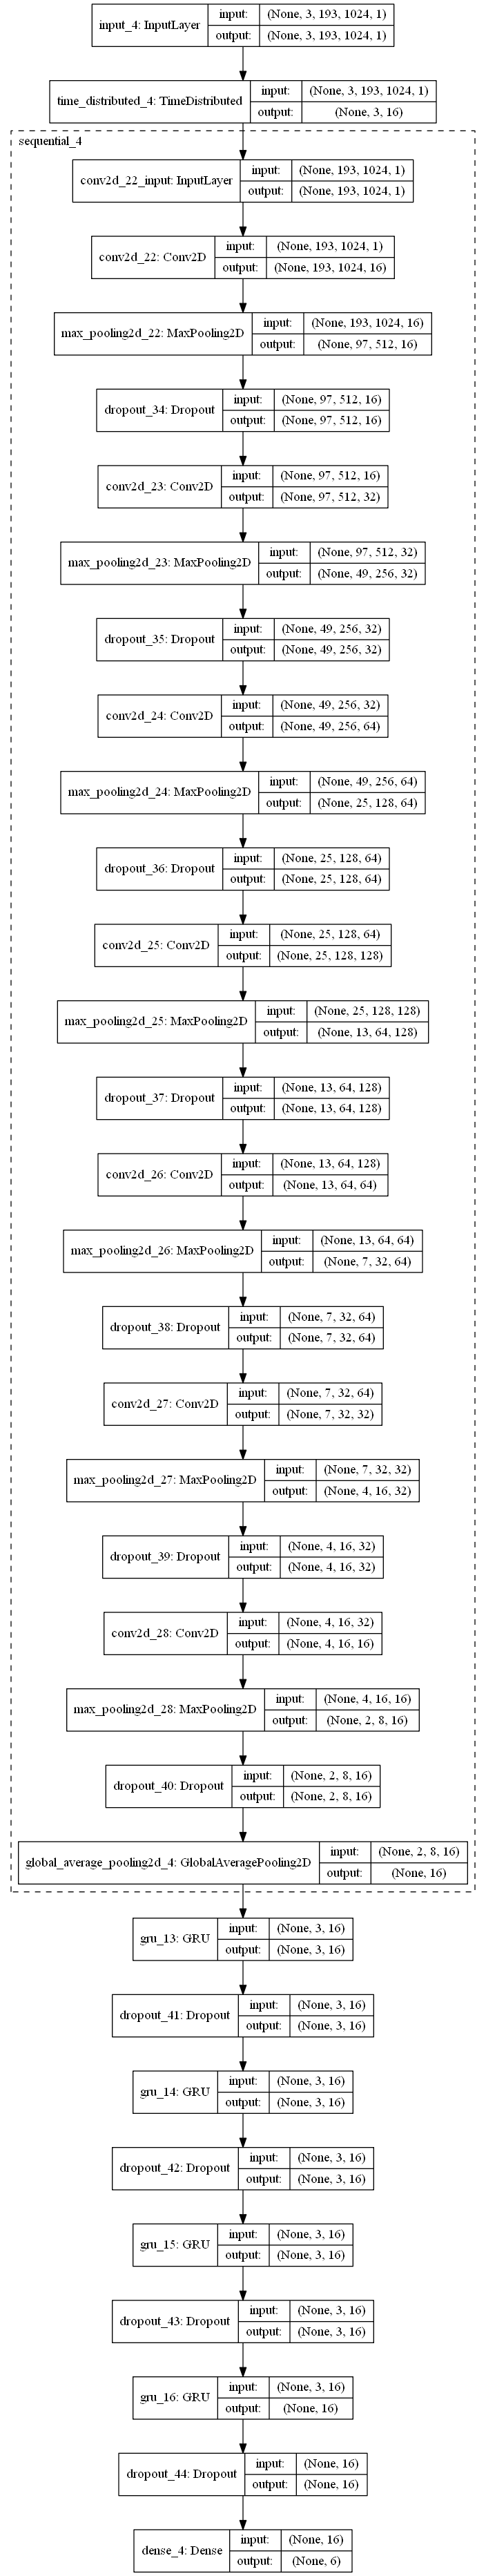 input_4: InputLayer
input:
(None, 3, 193, 1024, 1)
output:
(None, 3, 193, 1024, 1)
time_distributed_4: TimeDistributed
input:
(None, 3, 193, 1024, 1)
output:
(None, 3, 16)
sequential_4
conv2d_22_input: InputLayer
input:
(None, 193, 1024, 1)
output:
(None, 193, 1024, 1)
conv2d_22: Conv2D
input:
(None, 193, 1024, 1)
output:
(None, 193, 1024, 16)
max_pooling2d_22: MaxPooling2D
input:
(None, 193, 1024, 16)
output:
(None, 97, 512, 16)
dropout_34: Dropout
input:
(None, 97, 512, 16)
output:
(None, 97, 512, 16)
conv2d_23: Conv2D
input:
(None, 97, 512, 16)
output:
(None, 97, 512, 32)
max_pooling2d_23: MaxPooling2D
input:
(None, 97, 512, 32)
output:
(None, 49, 256, 32)
dropout_35: Dropout
input:
(None, 49, 256, 32)
output:
(None, 49, 256, 32)
conv2d_24: Conv2D
input:
(None, 49, 256, 32)
output:
(None, 49, 256, 64)
max_pooling2d_24: MaxPooling2D
input:
(None, 49, 256, 64)
output:
(None, 25, 128, 64)
dropout_36: Dropout
input:
(None, 25, 128, 64)
output:
(None, 25, 128, 64)
conv2d_25: Conv2D
input:
(None, 25, 128, 64)
output:
(None, 25, 128, 128)
max_pooling2d_25: MaxPooling2D
input:
(None, 25, 128, 128)
output:
(None, 13, 64, 128)
dropout_37: Dropout
input:
(None, 13, 64, 128)
output:
(None, 13, 64, 128)
conv2d_26: Conv2D
input:
(None, 13, 64, 128)
output:
(None, 13, 64, 64)
max_pooling2d_26: MaxPooling2D
input:
(None, 13, 64, 64)
output:
(None, 7, 32, 64)
dropout_38: Dropout
input:
(None, 7, 32, 64)
output:
(None, 7, 32, 64)
conv2d_27: Conv2D
input:
(None, 7, 32, 64)
output:
(None, 7, 32, 32)
max_pooling2d_27: MaxPooling2D
input:
(None, 7, 32, 32)
output:
(None, 4, 16, 32)
dropout_39: Dropout
input:
(None, 4, 16, 32)
output:
(None, 4, 16, 32)
conv2d_28: Conv2D
input:
(None, 4, 16, 32)
output:
(None, 4, 16, 16)
max_pooling2d_28: MaxPooling2D
input:
(None, 4, 16, 16)
output:
(None, 2, 8, 16)
dropout_40: Dropout
input:
(None, 2, 8, 16)
output:
(None, 2, 8, 16)
global_average_pooling2d_4: GlobalAveragePooling2D
input:
(None, 2, 8, 16)
output:
(None, 16)
gru_13: GRU
input:
(None, 3, 16)
output:
(None, 3, 16)
dropout_41: Dropout
input:
(None, 3, 16)
output:
(None, 3, 16)
gru_14: GRU
input:
(None, 3, 16)
output:
(None, 3, 16)
dropout_42: Dropout
input:
(None, 3, 16)
output:
(None, 3, 16)
gru_15: GRU
input:
(None, 3, 16)
output:
(None, 3, 16)
dropout_43: Dropout
input:
(None, 3, 16)
output:
(None, 3, 16)
gru_16: GRU
input:
(None, 3, 16)
output:
(None, 16)
dropout_44: Dropout
input:
(None, 16)
output:
(None, 16)
dense_4: Dense
input:
(None, 16)
output:
(None, 6)